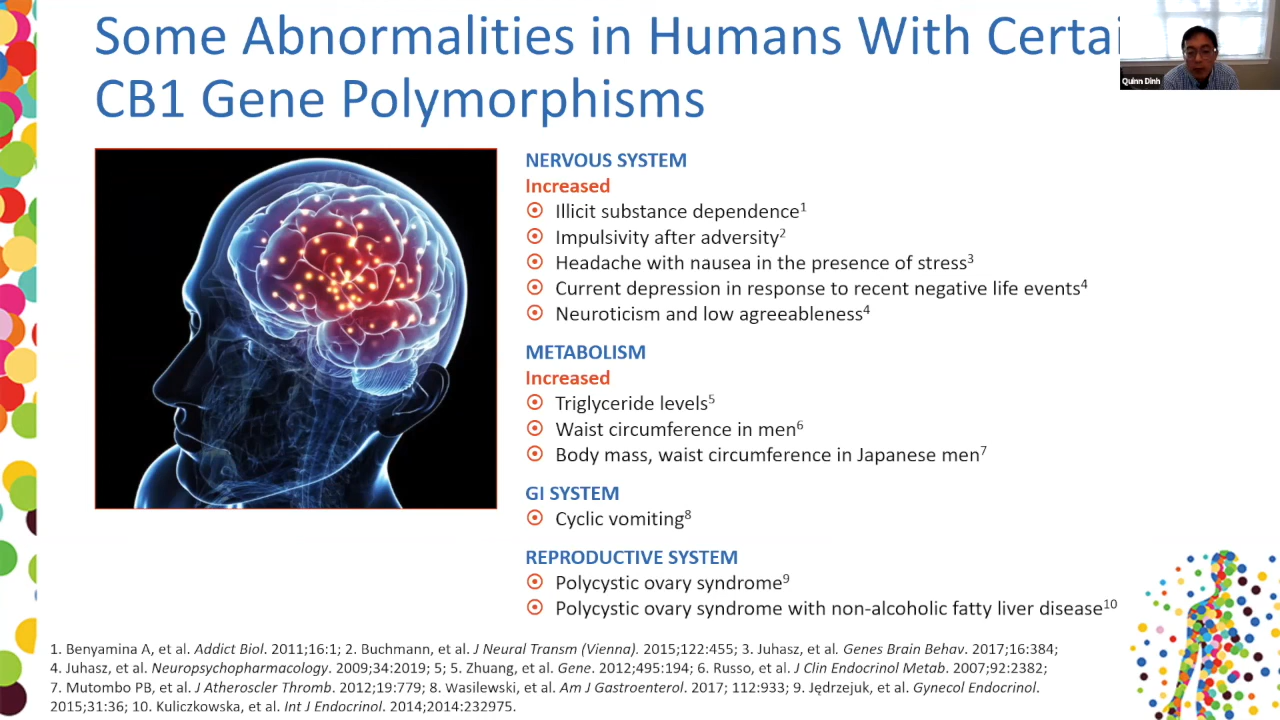 Some Abnormalities in Humans With Certai
CB1 Gene Polymorphisms
Quinn Dinh
NERVOUS SYSTEM
Increased
Illicit substance dependence1
Impulsivity after adversity2
Headache with nausea in the presence of stress3
Current depression in response to recent negative life events4
Neuroticism and low agreeableness4
METABOLISM
Increased
Triglyceride levels5
Waist circumference in men6
Body mass, waist circumference in Japanese men7
GI SYSTEM
Cyclic vomiting8
REPRODUCTIVE SYSTEM
Polycystic ovary syndrome9
Polycystic ovary syndrome with non-alcoholic fatty liver disease10
1. Benyamina A, et al. Addict Biol. 2011;16:1; 2. Buchmann, et al. J Neural Transm (Vienna). 2015;122:455; 3. Juhasz, et al. Genes Brain Behav. 2017;16:384;
4. Juhasz, et al. Neuropsychopharmacology. 2009;34:2019; 5; 5. Zhuang, et al. Gene. 2012;495:194; 6. Russo, et al. J Clin Endocrinol Metab. 2007;92:2382;
7. Mutombo PB, et al. J Atheroscler Thromb. 2012;19:779; 8. Wasilewski, et al. Am J Gastroenterol. 2017; 112:933; 9. Jędrzejuk, et al. Gynecol Endocrinol.
2015;31:36; 10. Kuliczkowska, et al. Int J Endocrinol. 2014;2014:232975.